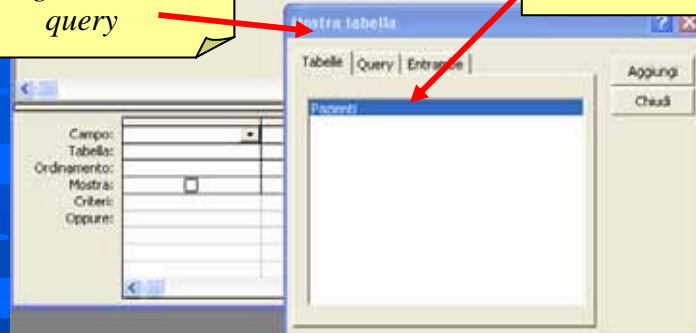 query
Mostra tabella
Tabelle Query Entrambe
Aggiungi
Chiudi
Pazienti
Campo:
Tabella:
Ordinamento:
Mostra:
Criteri:
Oppure: